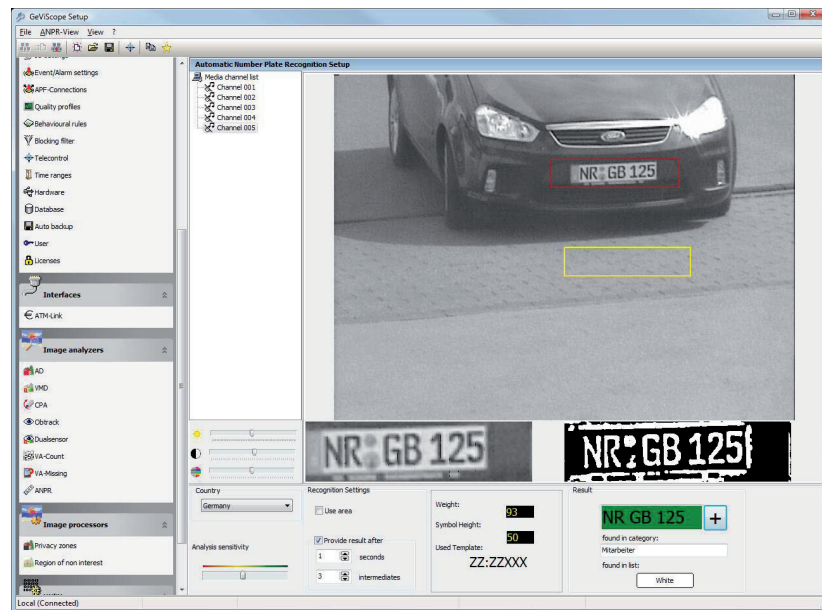 GeViScope Setup
File ANPR-View View ?
Event/Alarm settings
APF-Connections
Quality profiles
Behavioural rules
Blocking filter
Telecontrol
Time ranges
Hardware
Database
Auto backup
User
Licenses
Interfaces
ATM-Link
Image analyzers
AD
VMD
CPA
Obtrack
Dualsensor
VA-Count
VA-Missing
ANPR
Image processors
Privacy zones
Region of non interest
Automatic Number Plate Recognition Setup
Media channel list
Channel 001
Channel 002
Channel 003
Channel 004
Channel 005
NR GB 125
NR GB 125
NR GB 125
Country
Germany
Analysis sensitivity
Recognition Settings
Use area
Provide result after
1 seconds
3 intermediates
Weight: 93
Symbol Height: 50
Used Template:
ZZ:ZZXXX
Result
NR GB 125 +
found in category:
Mitarbeiter
found in list:
White
Local (Connected)